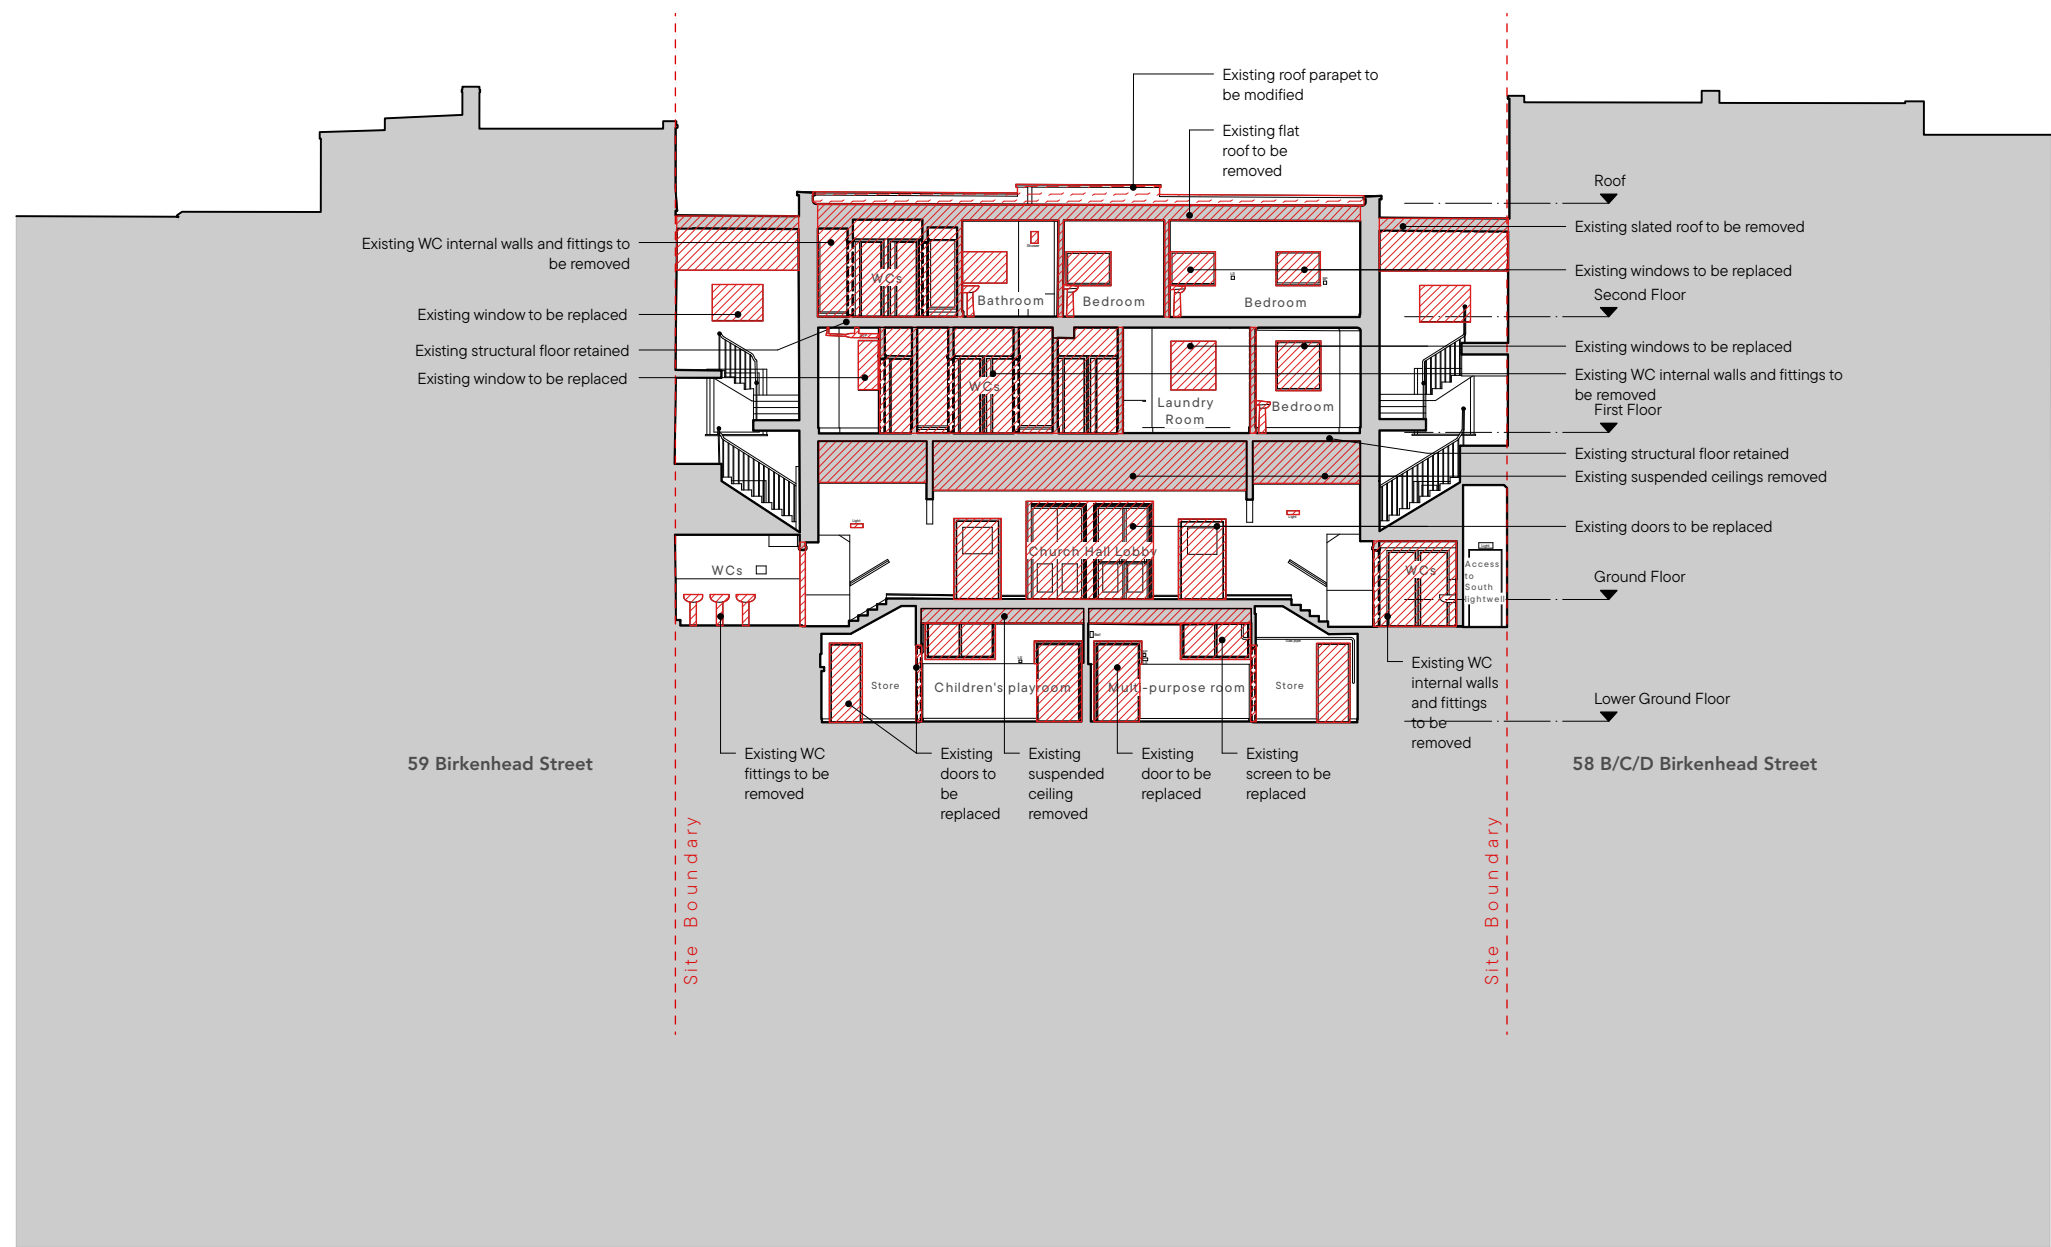 Existing roof parapet to
be modified
Existing flat
roof to be
removed
Roof
Existing slated roof to be removed
Existing WC internal walls and fittings to
be removed
Existing windows to be replaced
WCs
Bathroom
Bedroom
Bedroom
Second Floor
Existing window to be replaced
Existing structural floor retained
Existing window to be replaced
Existing windows to be replaced
Existing WC internal walls and fittings to
be removed
WCs
Laundry
Room
Bedroom
First Floor
Existing structural floor retained
Existing suspended ceilings removed
Light
Light
Existing doors to be replaced
Church Hall Lobby
WCs
WCs
Access
to
South
lightwell
Ground Floor
Store
Children's playroom
Multi-purpose room
Store
Existing WC
internal walls
and fittings
to be
removed
Lower Ground Floor
Existing WC
fittings to be
removed
Existing
doors to
be
replaced
Existing
suspended
ceiling
removed
Existing
door to be
replaced
Existing
screen to be
replaced
59 Birkenhead Street
58 B/C/D Birkenhead Street
Site Boundary
Site Boundary